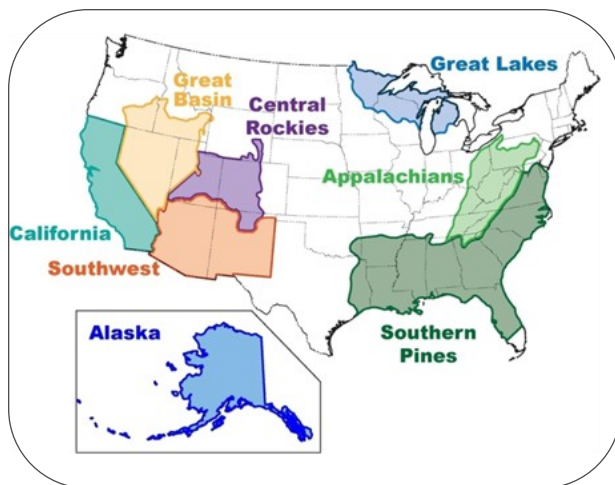 Great Lakes
Great
Basin
Central
Rockies
Appalachians
California
Southwest
Southern
Pines
Alaska